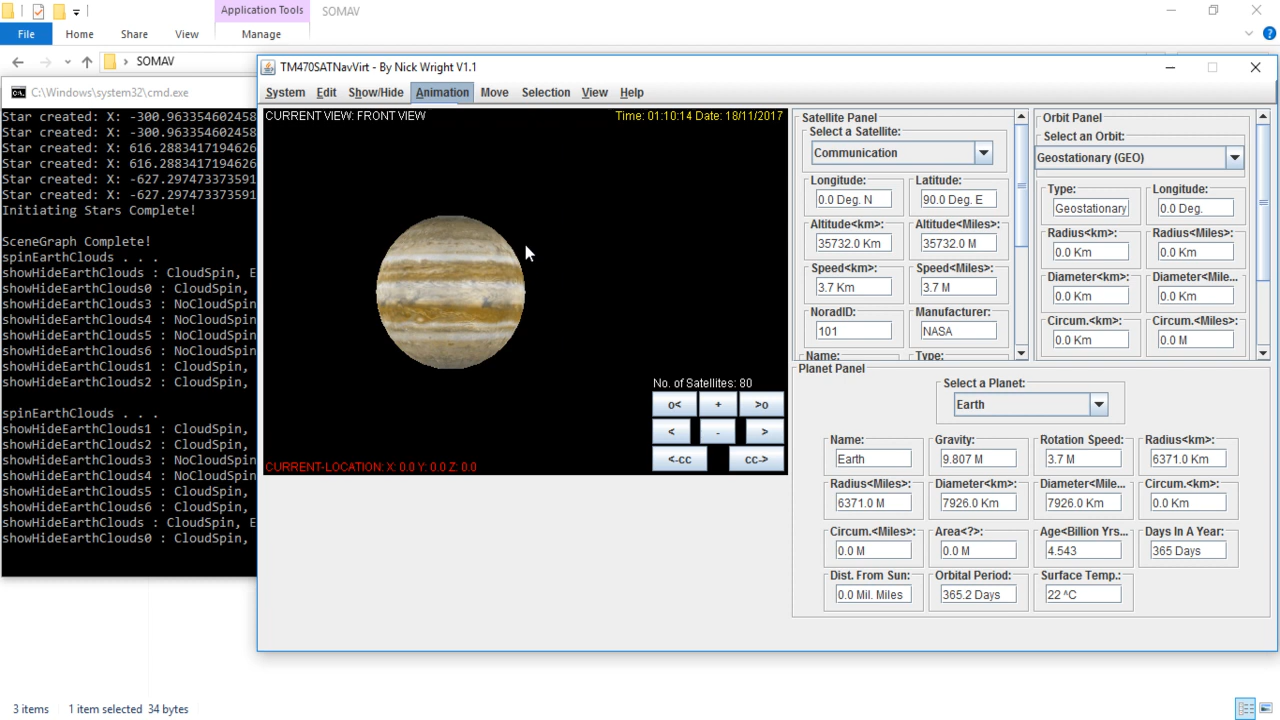 Application Tools
SOMAV
File
Home
Share
View
Manage
SOMAV
C:\Windows\system32\cmd.exe
Star created: X: -300.9633546024​58
Star created: X: -300.963354602458
Star created: X: 616.2883417194626
Star created: X: 616.2883417194626
Star created: X: -627.297473373591
Star created: X: -627.297473373591
Initiating Stars Complete!
SceneGraph Complete!
spinEarthClouds . . .
showHideEarthClouds : CloudSpin, E
showHideEarthClouds0 : CloudSpin,
showHideEarthClouds3 : NoCloudSpin
showHideEarthClouds4 : NoCloudSpin
showHideEarthClouds5 : NoCloudSpin
showHideEarthClouds6 : NoCloudSpin
showHideEarthClouds1 : CloudSpin,
showHideEarthClouds2 : CloudSpin,
spinEarthClouds . . .
showHideEarthClouds1 : CloudSpin,
showHideEarthClouds2 : CloudSpin,
showHideEarthClouds3 : NoCloudSpin
showHideEarthClouds4 : NoCloudSpin
showHideEarthClouds5 : CloudSpin,
showHideEarthClouds6 : CloudSpin,
showHideEarthClouds : CloudSpin, E
showHideEarthClouds0 : CloudSpin,
TM470SATNavVirt - By Nick Wright V1.1
System Edit Show/Hide Animation Move Selection View Help
CURRENT VIEW: FRONT VIEW
Time: 01:10:14 Date: 18/11/2017
No. of Satellites: 80
o< + >o
< - >
<-cc cc->
CURRENT-LOCATION: X: 0.0 Y: 0.0 Z: 0.0
Satellite Panel
Select a Satellite:
Communication
Longitude: Latitude:
0.0 Deg. N 90.0 Deg. E
Altitude<km>: Altitude<Miles>:
35732.0 Km 35732.0 M
Speed<km>: Speed<Miles>:
3.7 Km 3.7 M
NoradID: Manufacturer:
101 NASA
Name: Type:
Orbit Panel
Select an Orbit:
Geostationary (GEO)
Type: Longitude:
Geostationary 0.0 Deg.
Radius<km>: Radius<Miles>:
0.0 Km 0.0 Km
Diameter<km>: Diameter<Mile...
0.0 Km 0.0 Km
Circum.<km>: Circum.<Miles>:
0.0 Km 0.0 M
Planet Panel
Select a Planet:
Earth
Name: Gravity: Rotation Speed: Radius<km>:
Earth 9.807 M 3.7 M 6371.0 Km
Radius<Miles>: Diameter<km>: Diameter<Mile... Circum.<km>:
6371.0 M 7926.0 Km 7926.0 Km 0.0 Km
Circum.<Miles>: Area<?>: Age<Billion Yrs... Days In A Year:
0.0 M 0.0 M 4.543 365 Days
Dist. From Sun: Orbital Period: Surface Temp.:
0.0 Mil. Miles 365.2 Days 22 ^C
3 items 1 item selected 34 bytes